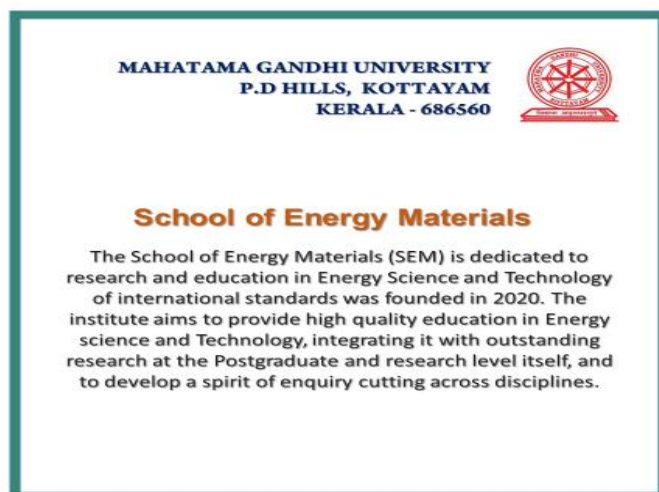 MAHATAMA GANDHI UNIVERSITY
P.D HILLS, KOTTAYAM
KERALA - 686560
School of Energy Materials
The School of Energy Materials (SEM) is dedicated to
research and education in Energy Science and Technology
of international standards was founded in 2020. The
institute aims to provide high quality education in Energy
science and Technology, integrating it with outstanding
research at the Postgraduate and research level itself, and
to develop a spirit of enquiry cutting across disciplines.